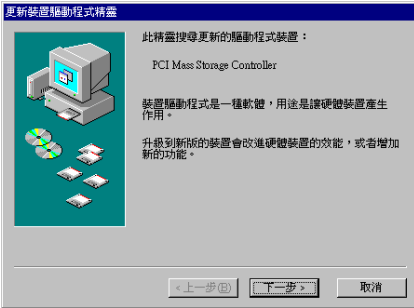 更新裝置驅動程式精靈
此精靈搜尋更新的驅動程式裝置：
PCI Mass Storage Controller
裝置驅動程式是一種軟體，用途是讓硬體裝置產生
作用。
升級到新版的裝置會改進硬體裝置的效能，或者增加
新的功能。
<上一步(B)
下一步 >
取消